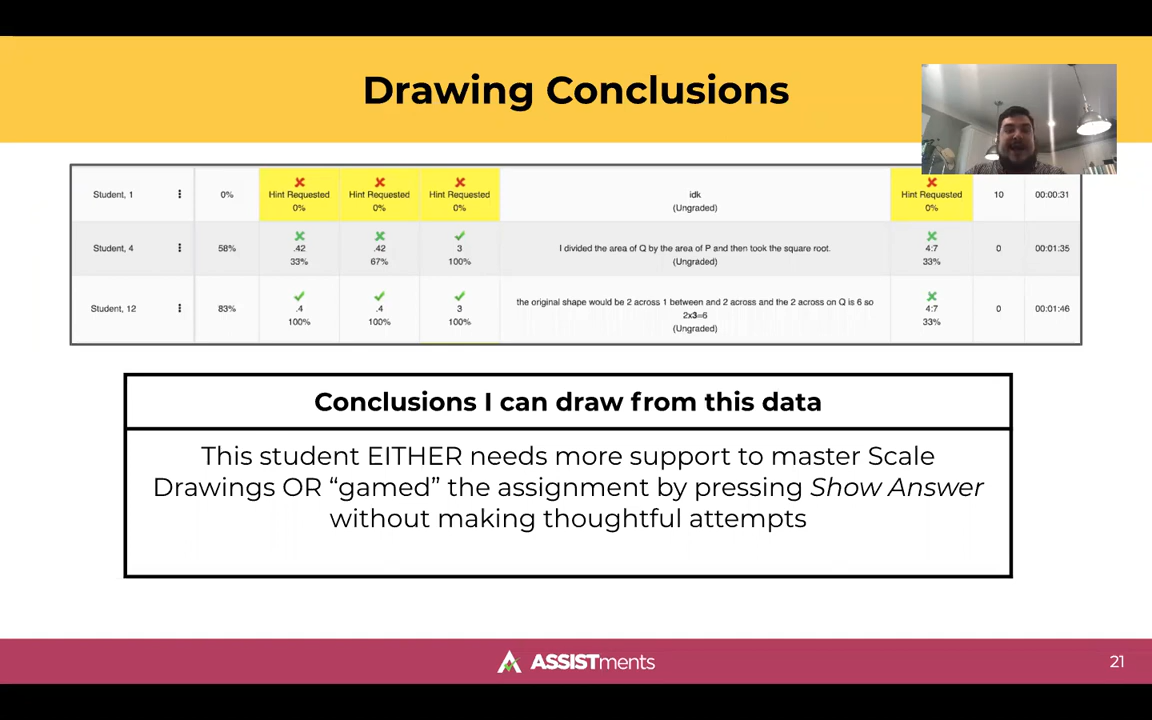 Drawing Conclusions
Student, 1 0% Hint Requested 0% Hint Requested 0% Hint Requested 0% idk (Ungraded) Hint Requested 0% 10 00:00:31
Student, 4 58% .42 33% .42 67% 3 100% I divided the area of Q by the area of P and then took the square root. (Ungraded) 4:7 33% 0 00:01:35
Student, 12 83% .4 100% .4 100% 3 100% the original shape would be 2 across 1 between and 2 across and the 2 across on Q is 6 so 2x3=6 (Ungraded) 4:7 33% 0 00:01:46
Conclusions I can draw from this data
This student EITHER needs more support to master Scale
Drawings OR “gamed” the assignment by pressing Show Answer
without making thoughtful attempts
ASSISTments
21